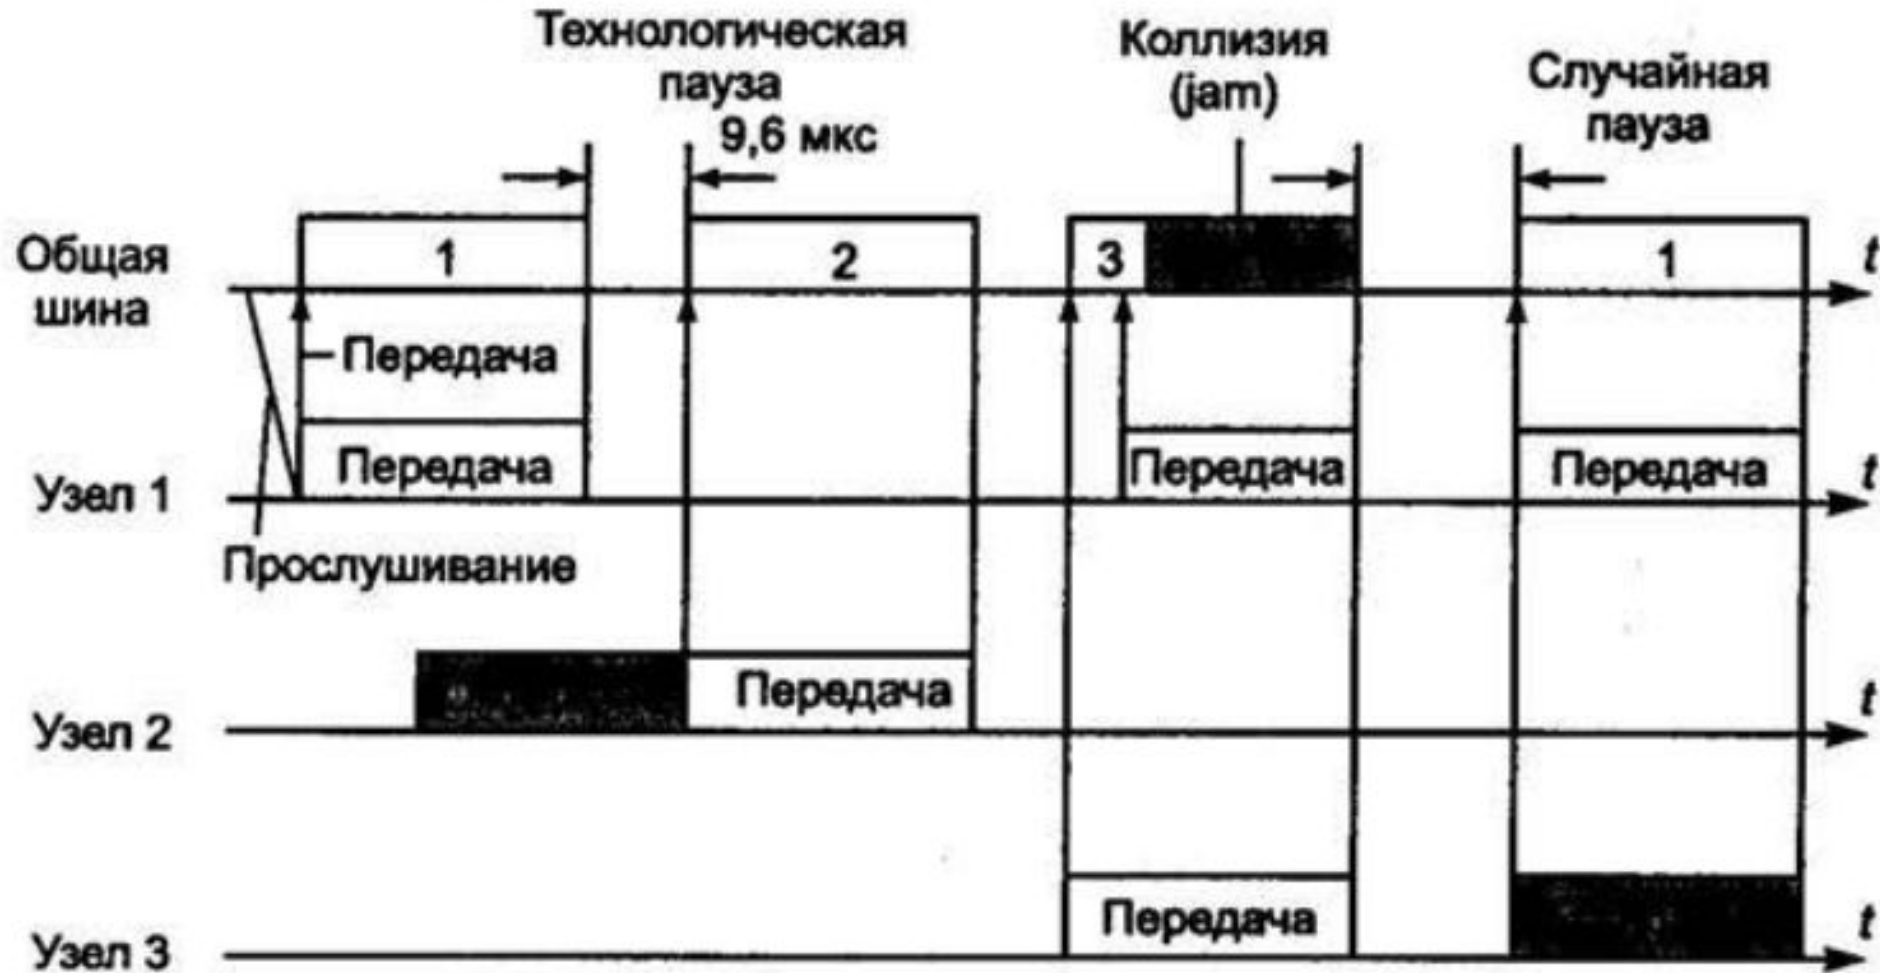 Технологическая
пауза
9,6 мкс
Коллизия
(jam)
Случайная
пауза
Общая
шина
1
2
3
1
t
Передача
Узел 1
Передача
Передача
Передача
t
Прослушивание
Узел 2
Передача
t
Узел 3
Передача
t